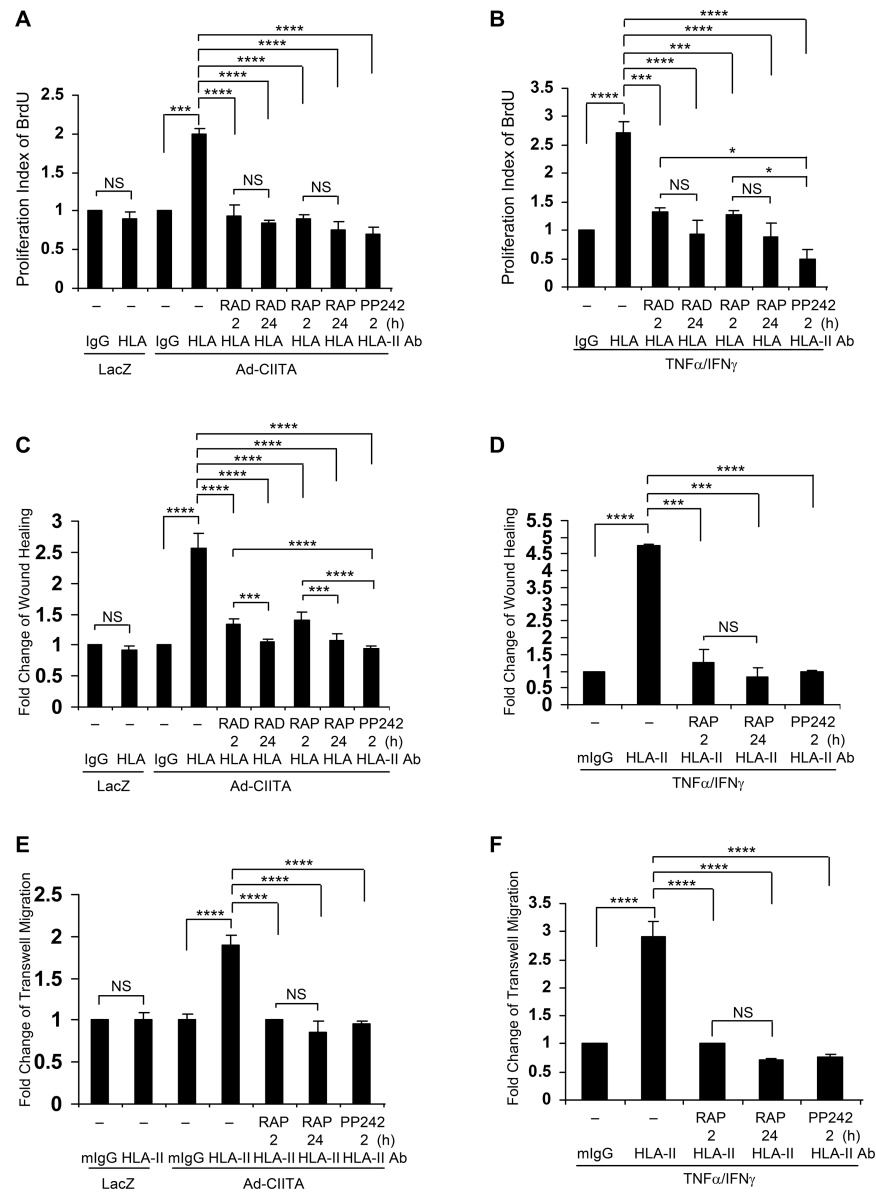 A
****
****
****
****
****
***
NS
NS
NS
Proliferation Index of BrdU
2.5
2
1.5
1
0.5
– – – – RAD RAD RAP RAP PP242
2 24 2 24 2 (h)
IgG HLA IgG HLA HLA HLA HLA HLA HLA-II Ab
LacZ Ad-CIITA
B
****
****
***
****
***
****
*
*
NS
NS
Proliferation Index of BrdU
3.5
3
2.5
2
1.5
1
0.5
0
– – RAD RAD RAP RAP PP242
2 24 2 24 2 (h)
IgG HLA HLA HLA HLA HLA HLA-II Ab
TNFα/IFNγ
C
****
****
****
****
****
****
****
****
***
***
NS
Fold Change of Wound Healing
3
2.5
2
1.5
1
0.5
0
– – – – RAD RAD RAP RAP PP242
2 24 2 24 2 (h)
IgG HLA IgG HLA HLA HLA HLA HLA HLA-II Ab
LacZ Ad-CIITA
D
****
***
***
****
NS
Fold Change of Wound Healing
5.5
5
4.5
4
3.5
3
2.5
2
1.5
1
0.5
0
– – RAP RAP PP242
2 24 2 (h)
mIgG HLA-II HLA-II HLA-II HLA-II Ab
TNFα/IFNγ
E
****
****
****
****
NS
NS
Fold Change of Transwell Migration
2.5
2
1.5
1
0.5
0
– – – – RAP RAP PP242
2 24 2 (h)
mIgG HLA-II mIgG HLA-II HLA-II HLA-II HLA-II Ab
LacZ Ad-CIITA
F
****
****
****
****
NS
Fold Change of Transwell Migration
3.5
3
2.5
2
1.5
1
0.5
0
– – RAP RAP PP242
2 24 2 (h)
mIgG HLA-II HLA-II HLA-II HLA-II Ab
TNFα/IFNγ